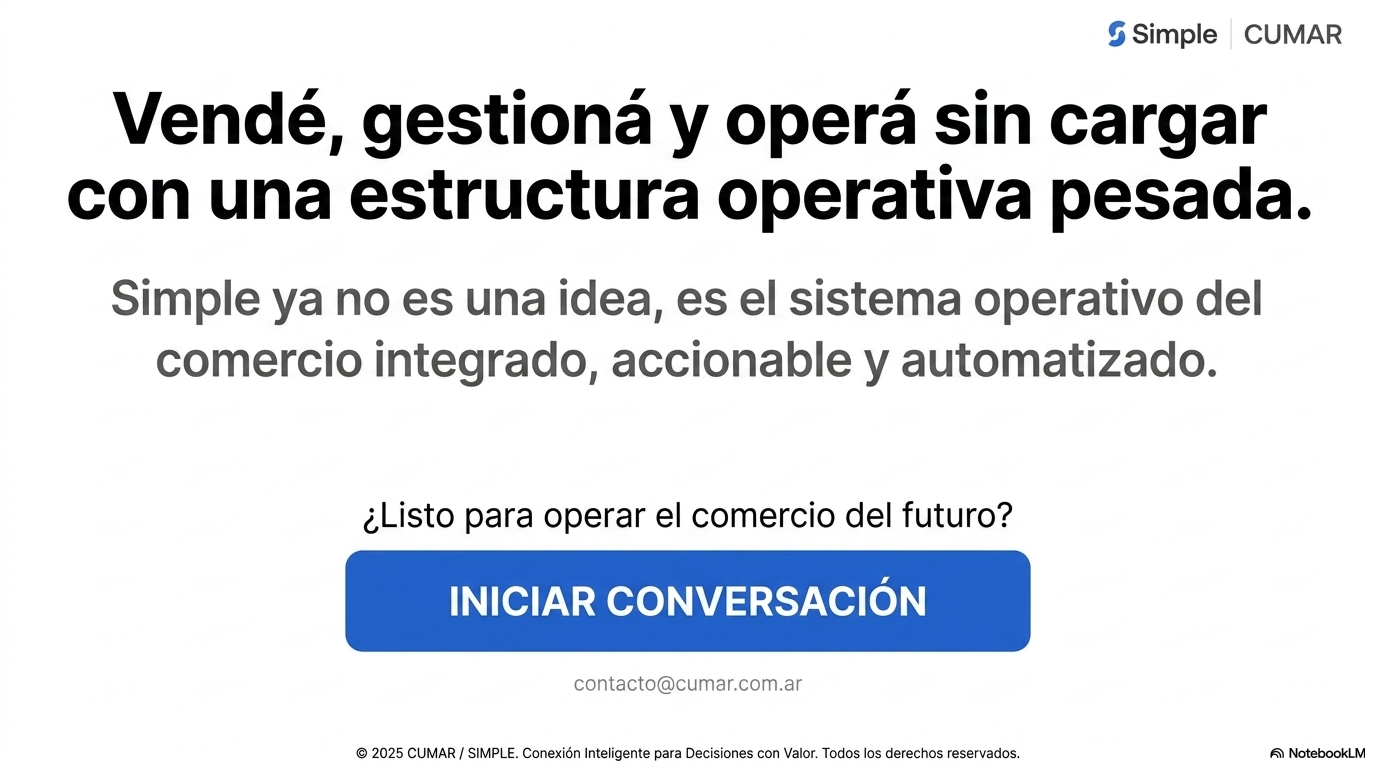 Simple | CUMAR
Vendé, gestioná y operá sin cargar
con una estructura operativa pesada.
Simple ya no es una idea, es el sistema operativo del
comercio integrado, accionable y automatizado.
¿Listo para operar el comercio del futuro?
INICIAR CONVERSACIÓN
contacto@cumar.com.ar
© 2025 CUMAR / SIMPLE. Conexión Inteligente para Decisiones con Valor. Todos los derechos reservados.
NotebookLM